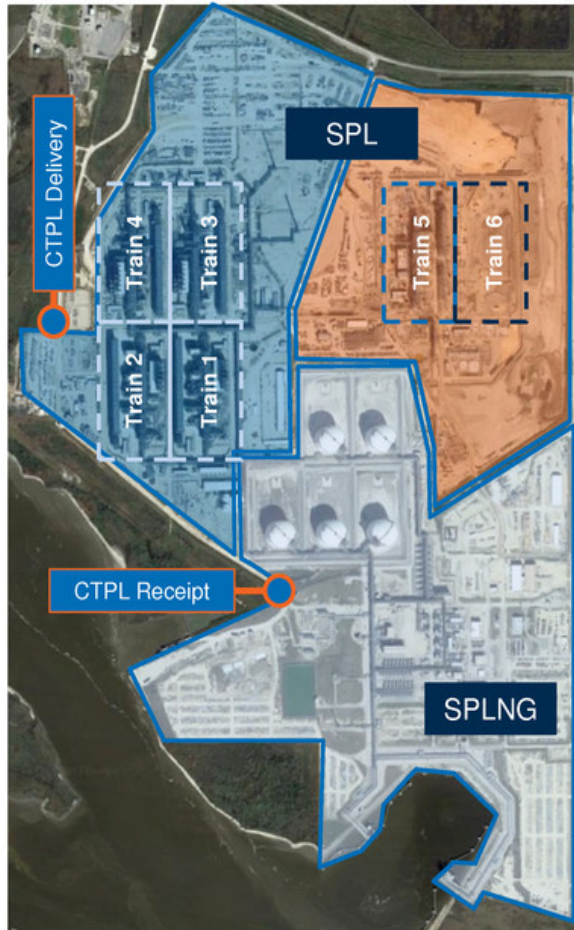 CTPL Delivery
SPL
Train 4
Train 3
Train 2
Train 1
Train 5
Train 6
CTPL Receipt
SPLNG